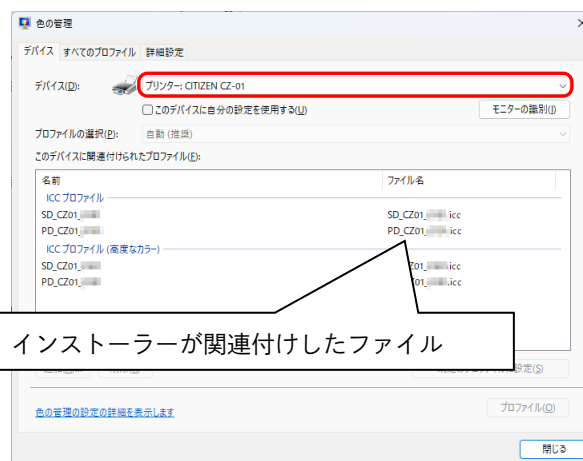 色の管理
デバイス すべてのプロファイル 詳細設定
デバイス(D): プリンター: CITIZEN CZ-01
このデバイスに自分の設定を使用する(U) モニターの識別(I)
プロファイルの選択(P): 自動 (推奨)
このデバイスに関連付けられたプロファイル(E):
名前 ファイル名
ICC プロファイル
SD_CZ01_ SD_CZ01_ icc
PD_CZ01_ PD_CZ01_ icc
ICC プロファイル (高度なカラー)
SD_CZ01_ Z01_ icc
PD_CZ01_ Z01_ .icc
インストーラーが関連付けしたファイル
色の管理の設定の詳細を表示します プロファイル(O)
閉じる